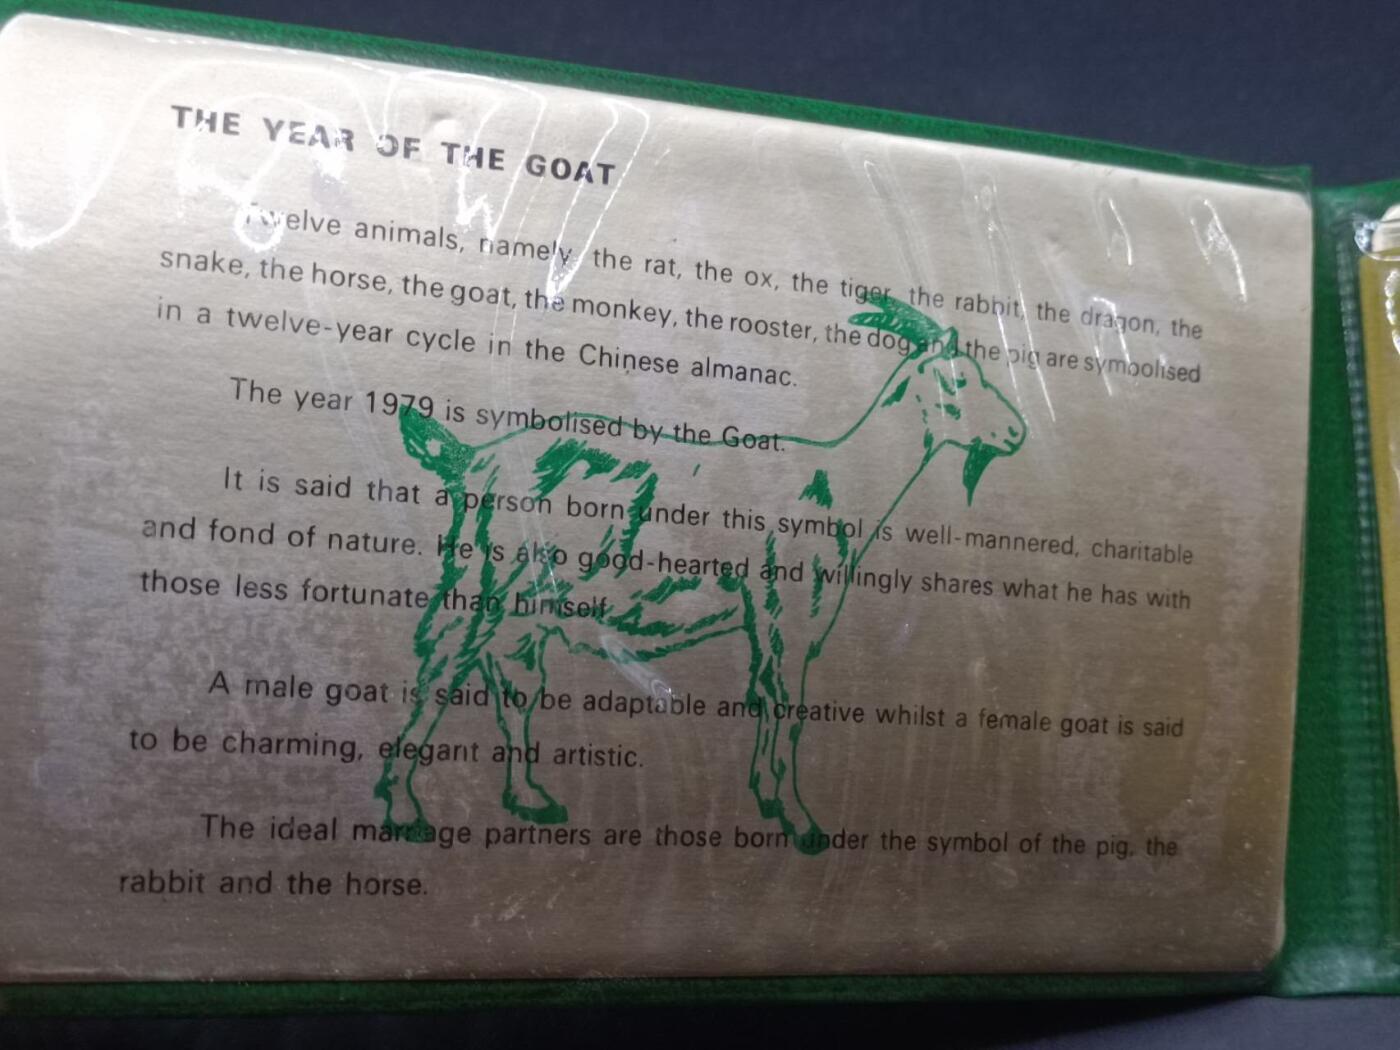 THE YEAR OF THE GOAT
Twelve animals, namely, the rat, the ox, the tiger, the rabbit, the dragon, the
snake, the horse, the goat, the monkey, the rooster, the dog and the pig are symbolised
in a twelve-year cycle in the Chinese almanac.
The year 1979 is symbolised by the Goat.
It is said that a person born under this symbol is well-mannered, charitable
and fond of nature. He is also good-hearted and willingly shares what he has with
those less fortunate than himself.
A male goat is said to be adaptable and creative whilst a female goat is said
to be charming, elegant and artistic.
The ideal marriage partners are those born under the symbol of the pig, the
rabbit and the horse.